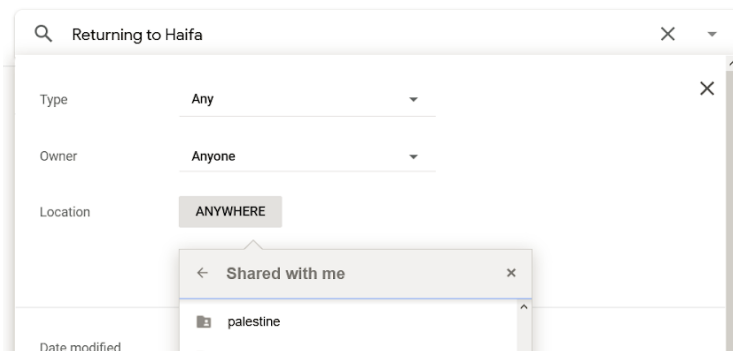 Returning to Haifa
Type Any
Owner Anyone
Location ANYWHERE
Shared with me
palestine
Date modified